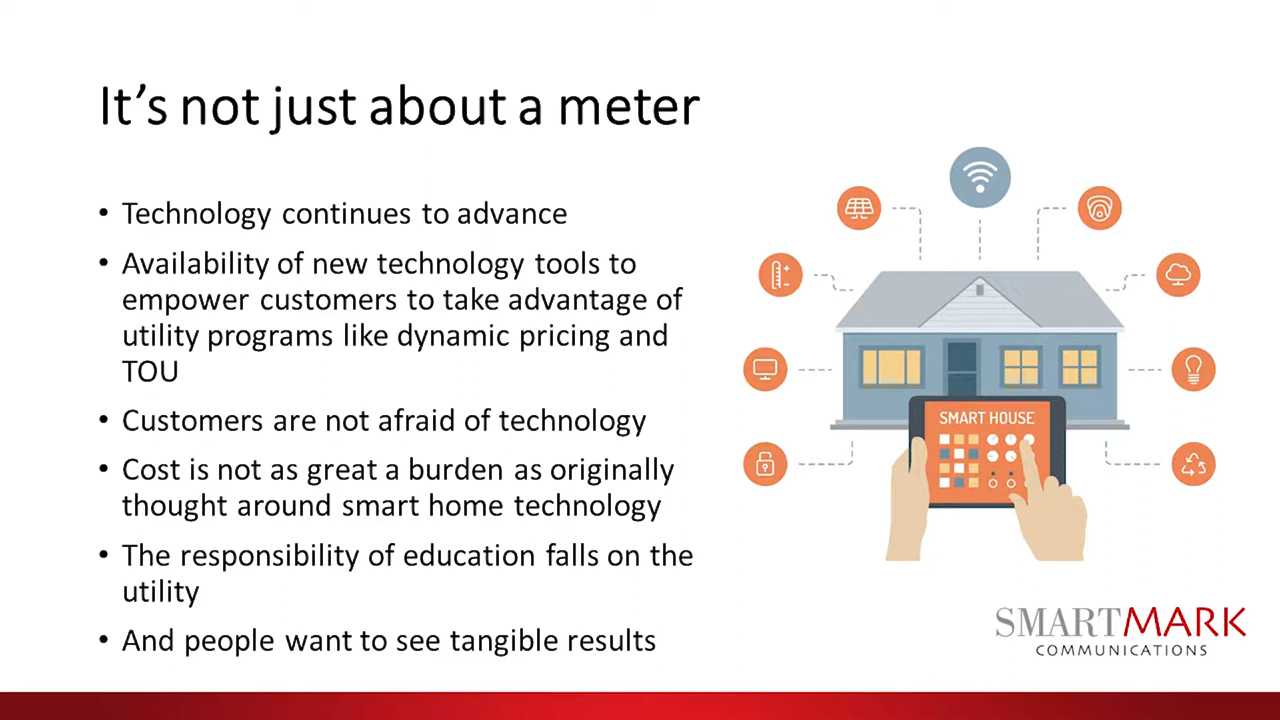 It's not just about a meter
• Technology continues to advance
• Availability of new technology tools to
empower customers to take advantage of
utility programs like dynamic pricing and
TOU
• Customers are not afraid of technology
• Cost is not as great a burden as originally
thought around smart home technology
• The responsibility of education falls on the
utility
• And people want to see tangible results
SMART HOUSE
SMARTMARK
COMMUNICATIONS